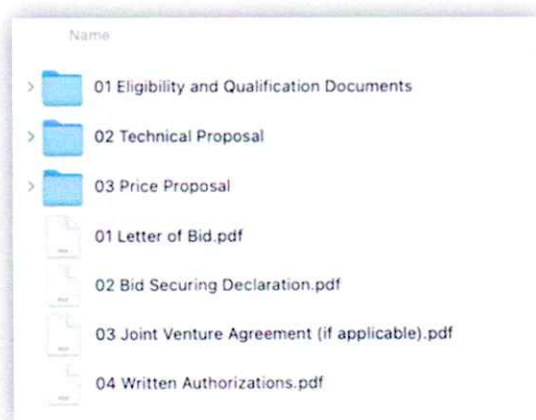 Name
01 Eligibility and Qualification Documents
02 Technical Proposal
03 Price Proposal
01 Letter of Bid.pdf
02 Bid Securing Declaration.pdf
03 Joint Venture Agreement (if applicable).pdf
04 Written Authorizations.pdf